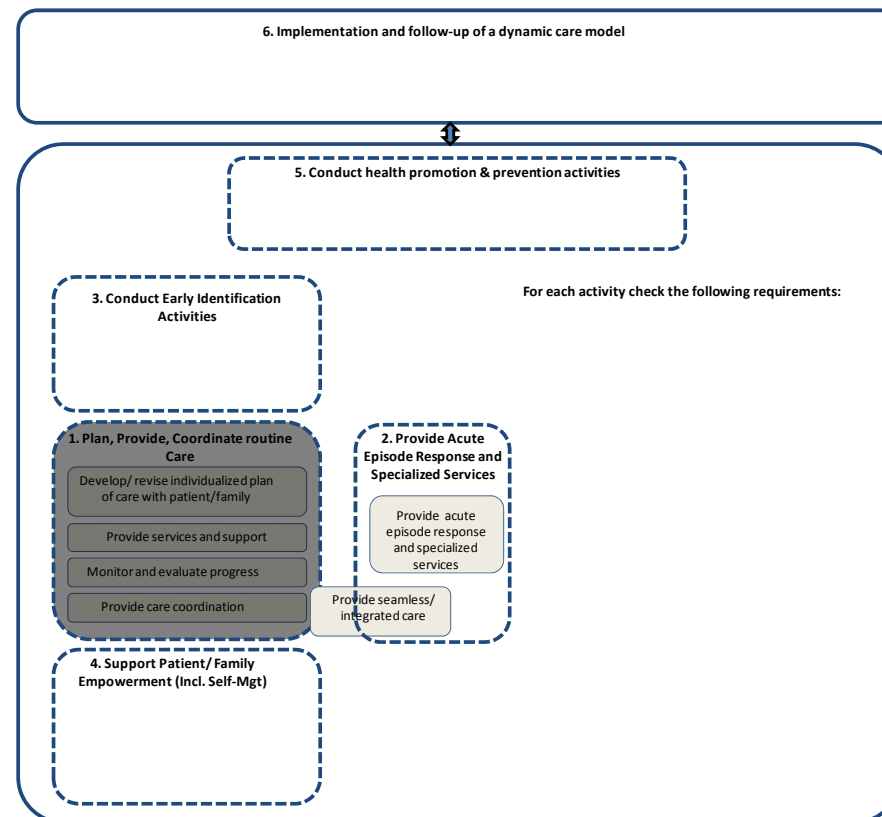 6. Implementation and follow-up of a dynamic care model
5. Conduct health promotion & prevention activities
3. Conduct Early Identification
Activities
For each activity check the following requirements:
1. Plan, Provide, Coordinate routine
Care
Develop/ revise individualized plan
of care with patient/family
Provide services and support
Monitor and evaluate progress
Provide care coordination
2. Provide Acute
Episode Response and
Specialized Services
Provide acute
episode response
and specialized
services
Provide seamless/
integrated care
4. Support Patient/ Family
Empowerment (Incl. Self-Mgt)